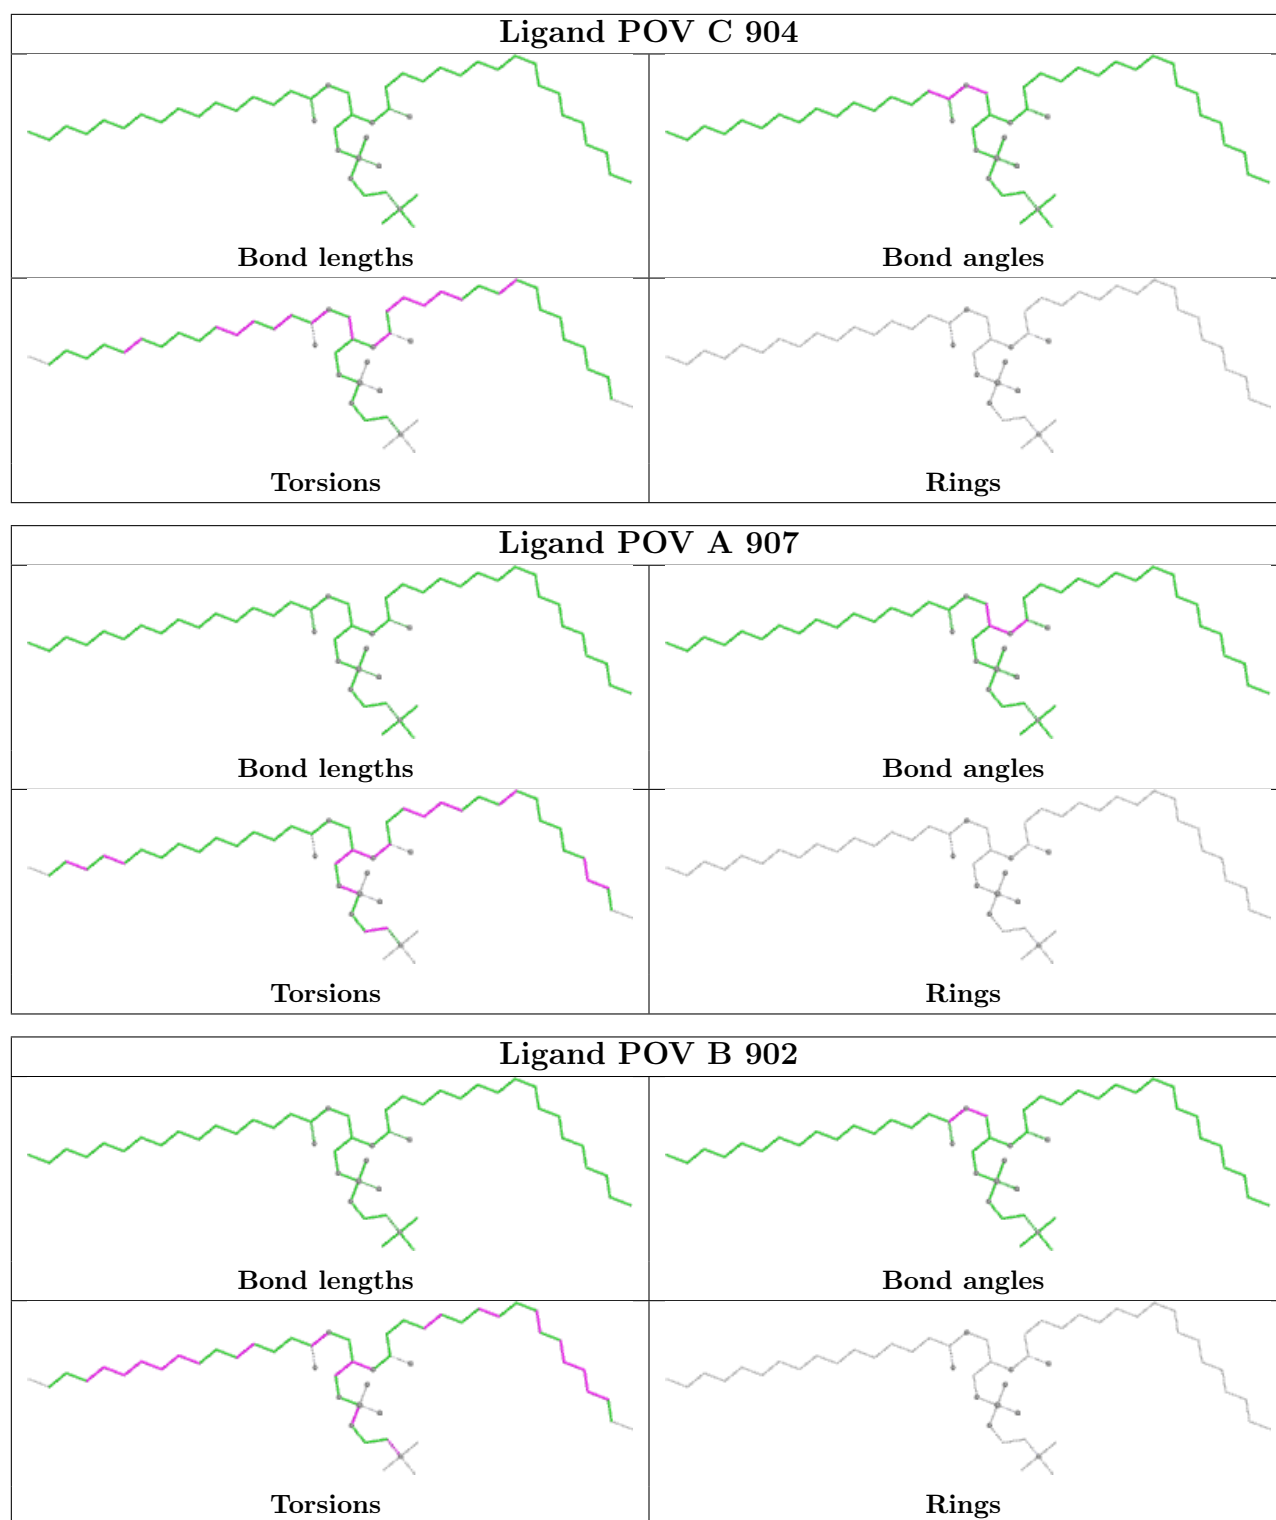 Ligand POV C 904
Bond lengths
Bond angles
Torsions
Rings
Ligand POV A 907
Bond lengths
Bond angles
Torsions
Rings
Ligand POV B 902
Bond lengths
Bond angles
Torsions
Rings